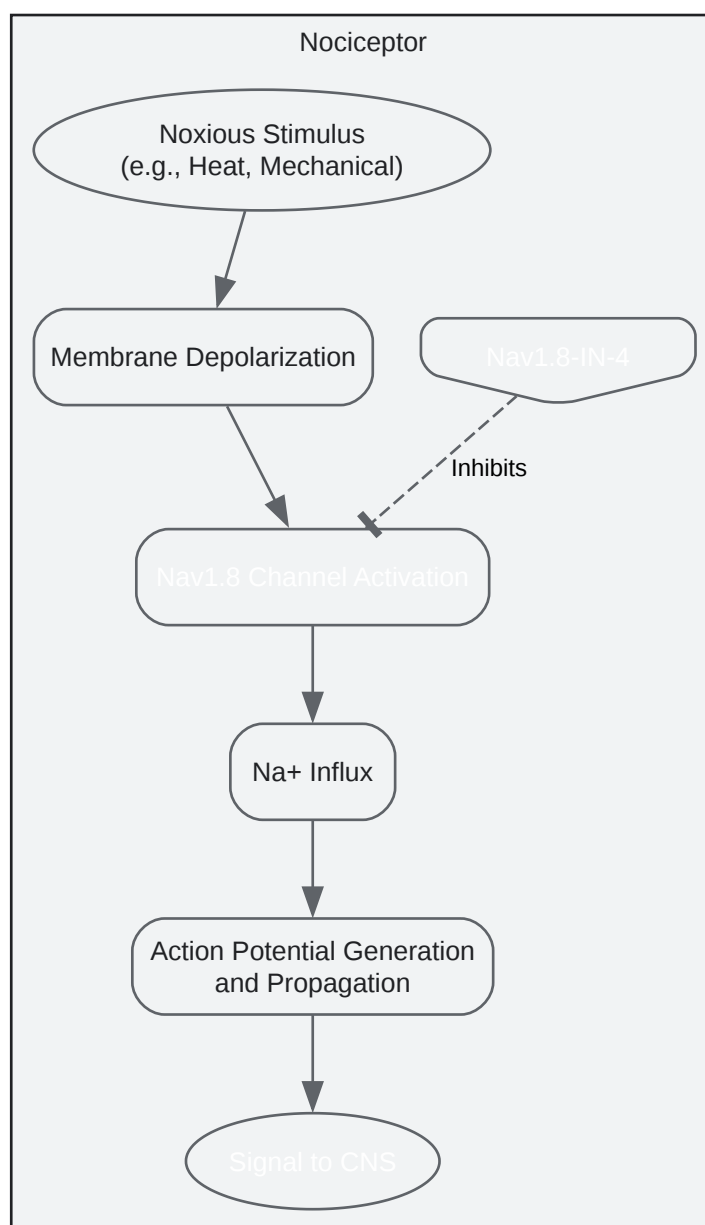 Nociceptor
Noxious Stimulus
(e.g., Heat, Mechanical)
Membrane Depolarization
Nav1.8-IN-4
Inhibits
Nav1.8 Channel Activation
Na+ Influx
Action Potential Generation
and Propagation
Signal to CNS